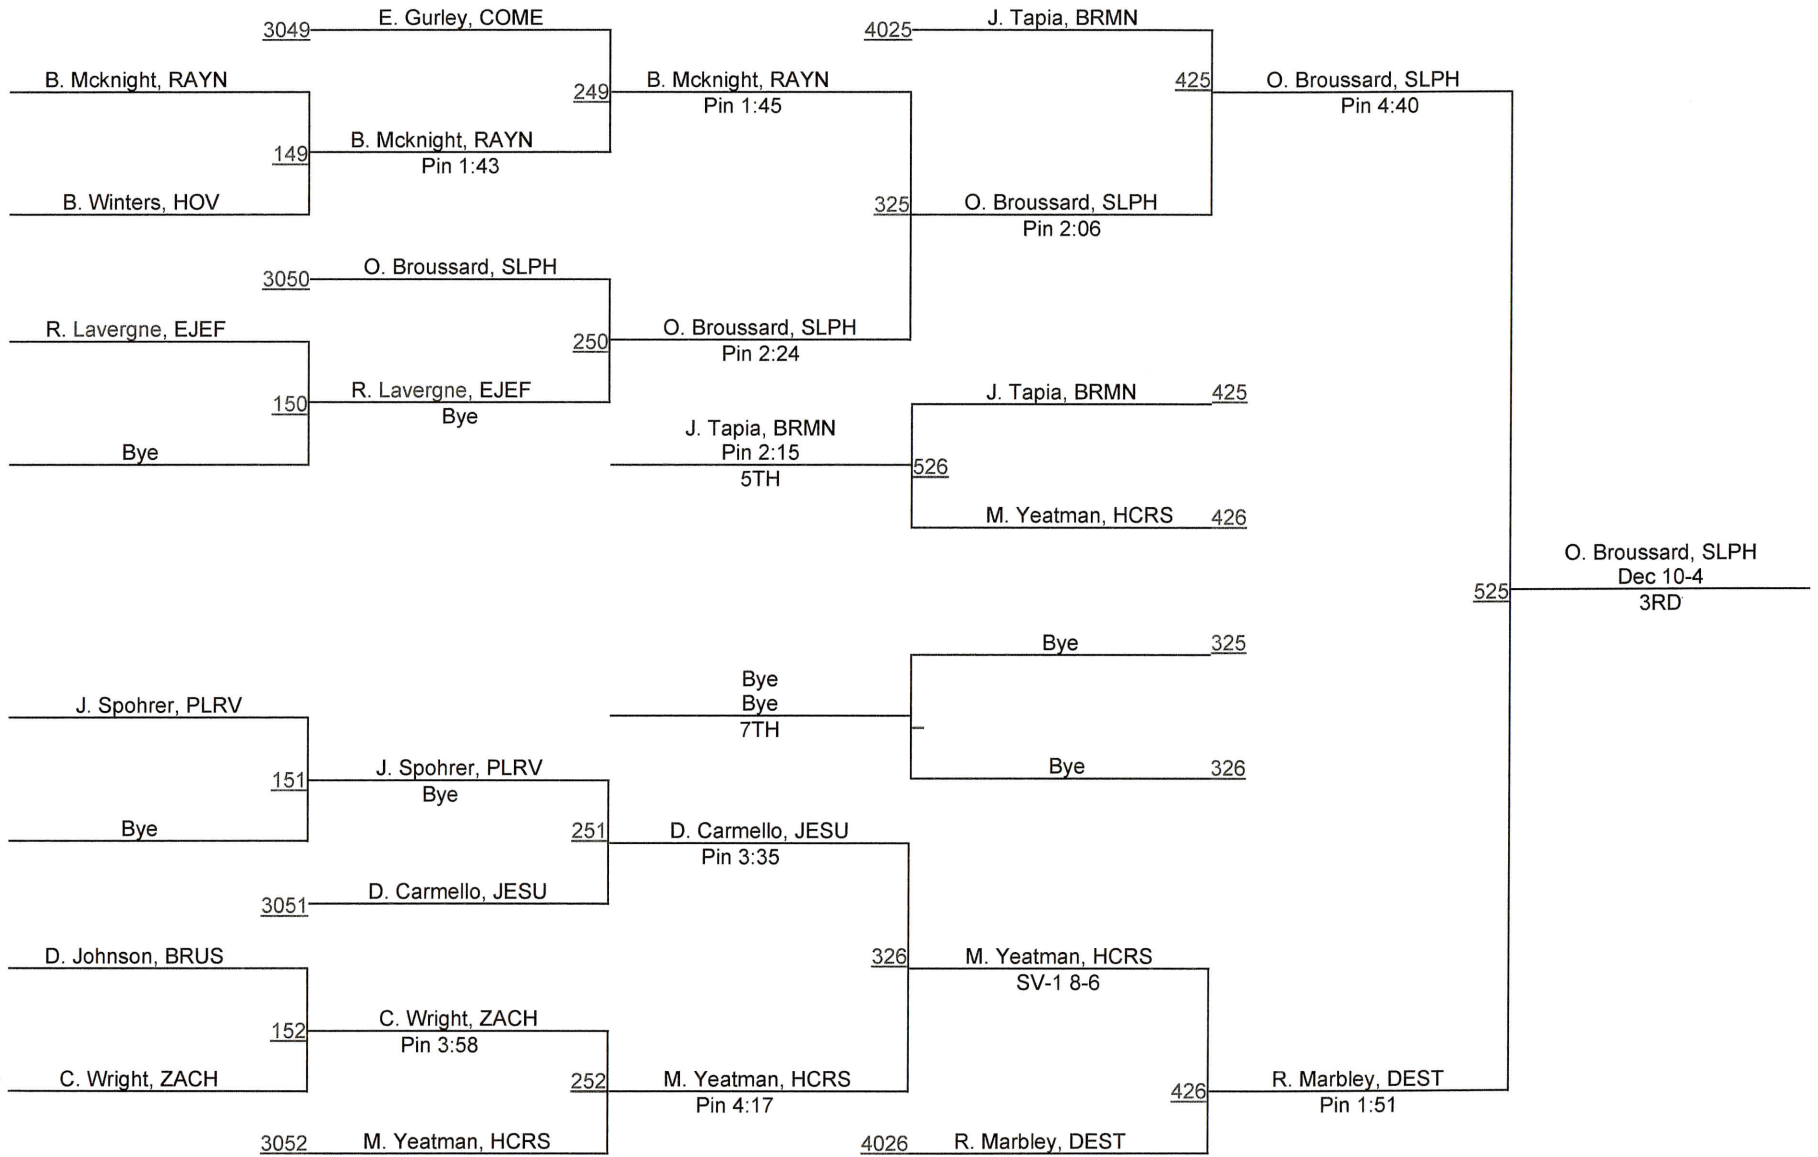 E. Gurley, COME
3049
J. Tapia, BRMN
4025
B. Mcknight, RAYN
249
B. Mcknight, RAYN
Pin 1:45
425
O. Broussard, SLPH
Pin 4:40
149
B. Mcknight, RAYN
Pin 1:43
B. Winters, HOV
325
O. Broussard, SLPH
Pin 2:06
3050
O. Broussard, SLPH
R. Lavergne, EJEF
250
O. Broussard, SLPH
Pin 2:24
150
R. Lavergne, EJEF
Bye
J. Tapia, BRMN
425
Bye
J. Tapia, BRMN
Pin 2:15
5TH
526
M. Yeatman, HCRS
426
O. Broussard, SLPH
Dec 10-4
3RD
525
Bye
325
Bye
Bye
7TH
J. Spohrer, PLRV
Bye
326
151
J. Spohrer, PLRV
Bye
Bye
251
D. Carmello, JESU
Pin 3:35
3051
D. Carmello, JESU
D. Johnson, BRUS
326
M. Yeatman, HCRS
SV-1 8-6
152
C. Wright, ZACH
Pin 3:58
C. Wright, ZACH
252
M. Yeatman, HCRS
Pin 4:17
426
R. Marbley, DEST
Pin 1:51
3052
M. Yeatman, HCRS
4026
R. Marbley, DEST